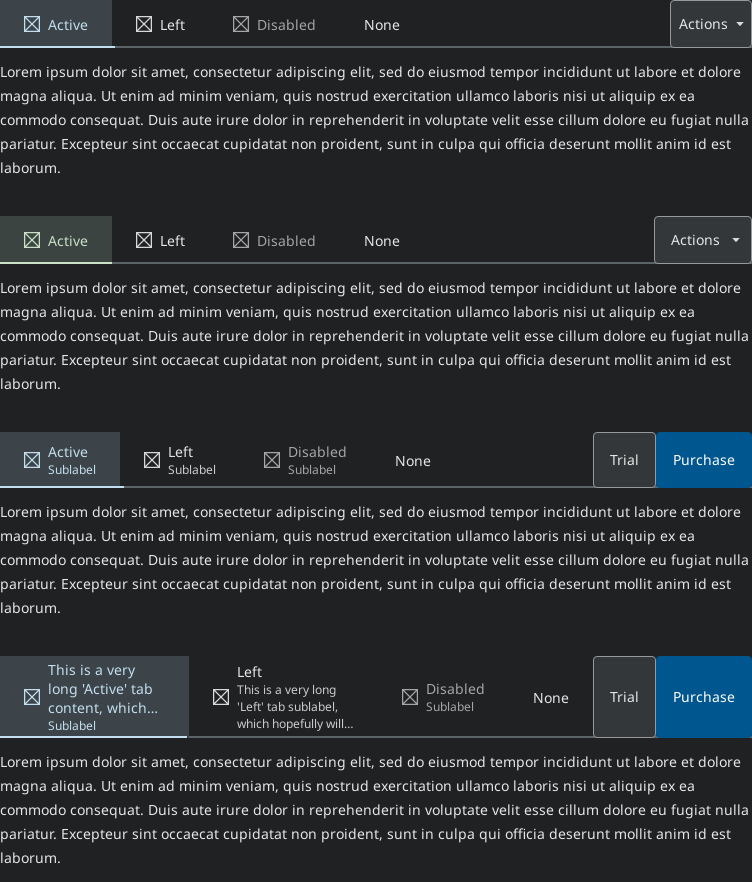 Active Left Disabled None Actions
Lorem ipsum dolor sit amet, consectetur adipiscing elit, sed do eiusmod tempor incididunt ut labore et dolore
magna aliqua. Ut enim ad minim veniam, quis nostrud exercitation ullamco laboris nisi ut aliquip ex ea
commodo consequat. Duis aute irure dolor in reprehenderit in voluptate velit esse cillum dolore eu fugiat nulla
pariatur. Excepteur sint occaecat cupidatat non proident, sunt in culpa qui officia deserunt mollit anim id est
laborum.
Active Left Disabled None Actions
Lorem ipsum dolor sit amet, consectetur adipiscing elit, sed do eiusmod tempor incididunt ut labore et dolore
magna aliqua. Ut enim ad minim veniam, quis nostrud exercitation ullamco laboris nisi ut aliquip ex ea
commodo consequat. Duis aute irure dolor in reprehenderit in voluptate velit esse cillum dolore eu fugiat nulla
pariatur. Excepteur sint occaecat cupidatat non proident, sunt in culpa qui officia deserunt mollit anim id est
laborum.
Active
Sublabel
Left
Sublabel
Disabled
Sublabel
None
Trial
Purchase
Lorem ipsum dolor sit amet, consectetur adipiscing elit, sed do eiusmod tempor incididunt ut labore et dolore
magna aliqua. Ut enim ad minim veniam, quis nostrud exercitation ullamco laboris nisi ut aliquip ex ea
commodo consequat. Duis aute irure dolor in reprehenderit in voluptate velit esse cillum dolore eu fugiat nulla
pariatur. Excepteur sint occaecat cupidatat non proident, sunt in culpa qui officia deserunt mollit anim id est
laborum.
This is a very
long 'Active' tab
content, which...
Sublabel
Left
This is a very long
'Left' tab sublabel,
which hopefully will...
Disabled
Sublabel
None
Trial
Purchase
Lorem ipsum dolor sit amet, consectetur adipiscing elit, sed do eiusmod tempor incididunt ut labore et dolore
magna aliqua. Ut enim ad minim veniam, quis nostrud exercitation ullamco laboris nisi ut aliquip ex ea
commodo consequat. Duis aute irure dolor in reprehenderit in voluptate velit esse cillum dolore eu fugiat nulla
pariatur. Excepteur sint occaecat cupidatat non proident, sunt in culpa qui officia deserunt mollit anim id est
laborum.